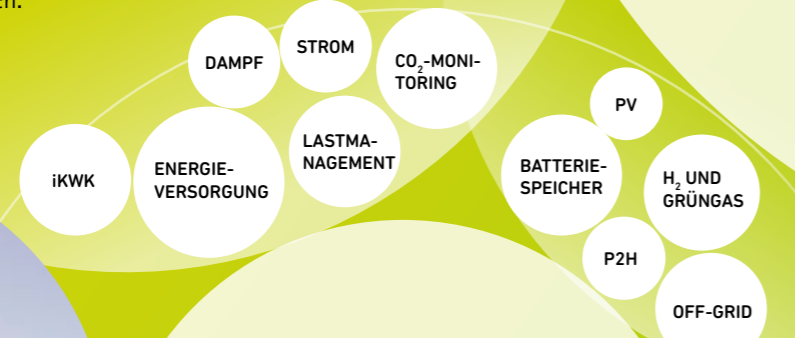 en.
DAMPF
STROM
CO₂-MONI-
TORING
iKWK
ENERGIE-
VERSORGUNG
LASTMA-
NAGEMENT
PV
BATTERIE-
SPEICHER
H₂ UND
GRÜNGAS
P2H
OFF-GRID